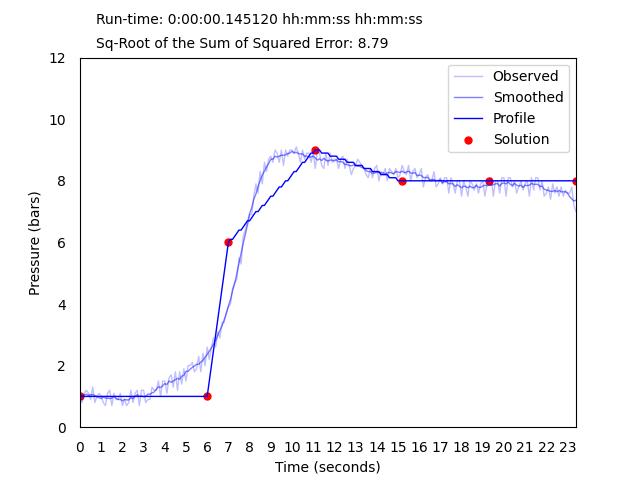 Run-time: 0:00:00.145120 hh:mm:ss hh:mm:ss
Sq-Root of the Sum of Squared Error: 8.79
Observed
Smoothed
Profile
Solution
12
10
8
6
4
2
0
Pressure (bars)
0 1 2 3 4 5 6 7 8 9 10 11 12 13 14 15 16 17 18 19 20 21 22 23
Time (seconds)